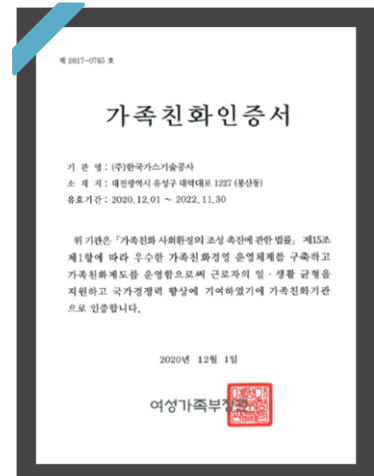 제 2017-0765 호
가족친화인증서
기 관 명 : (주)한국가스기술공사
소 재 지 : 대전광역시 유성구 대덕대로 1227 (봉산동)
유효기간 : 2020.12.01 ~ 2022.11.30
위 기관은 「가족친화 사회환경의 조성 촉진에 관한 법률」 제15조
제1항에 따라 우수한 가족친화경영 운영체제를 구축하고
가족친화제도를 운영함으로써 근로자의 일 · 생활 균형을
지원하고 국가경쟁력 향상에 기여하였기에 가족친화기관
으로 인증합니다.
2020년 12월 1일
여성가족부장관